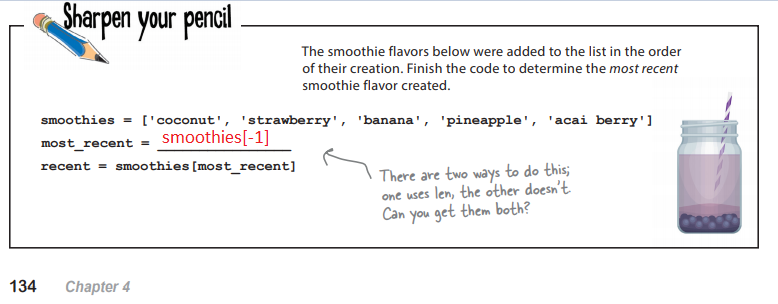 Sharpen your pencil
The smoothie flavors below were added to the list in the order
of their creation. Finish the code to determine the most recent
smoothie flavor created.
smoothies = ['coconut', 'strawberry', 'banana', 'pineapple', 'acai berry']
most_recent = smoothies[-1]
recent = smoothies[most_recent]
There are two ways to do this;
one uses len, the other doesn't.
Can you get them both?
134 Chapter 4